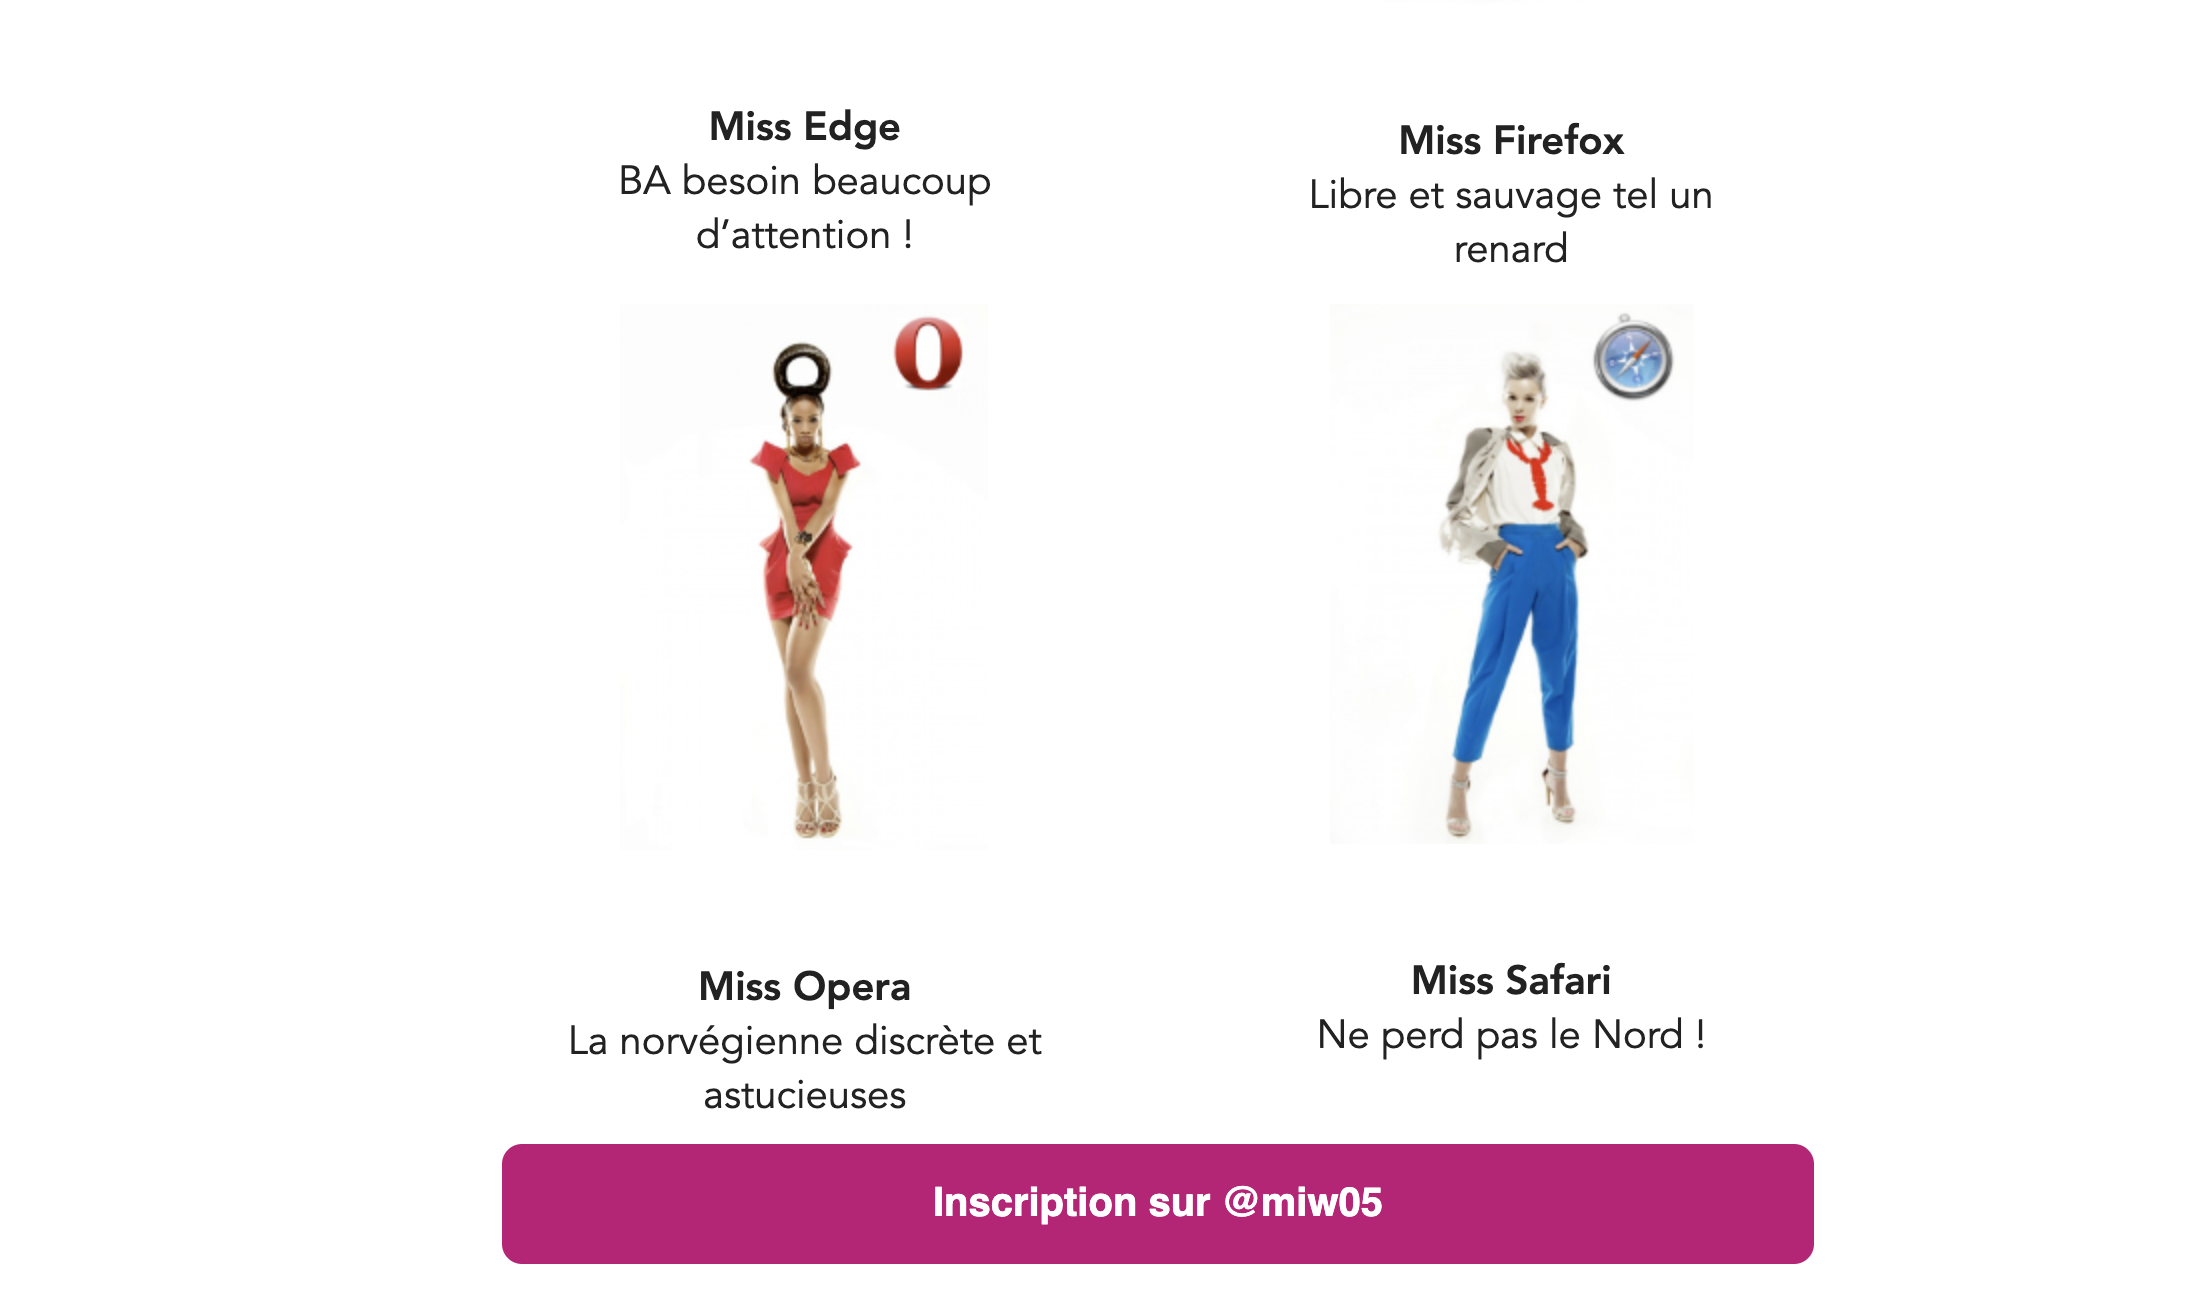 Miss Edge
BA besoin beaucoup
d’attention !
Miss Firefox
Libre et sauvage tel un
renard
Miss Opera
La norvégienne discrète et
astucieuses
Miss Safari
Ne perd pas le Nord !
Inscription sur @miw05